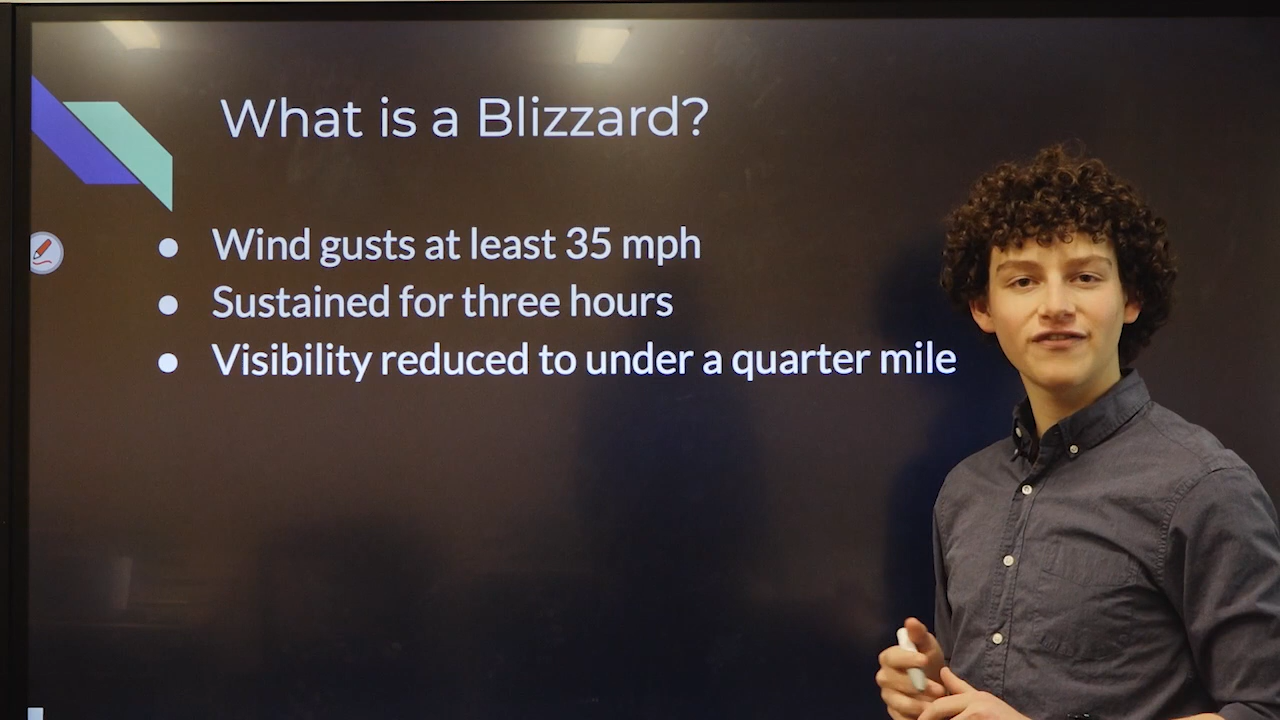 What is a Blizzard?
● Wind gusts at least 35 mph
● Sustained for three hours
● Visibility reduced to under a quarter mile